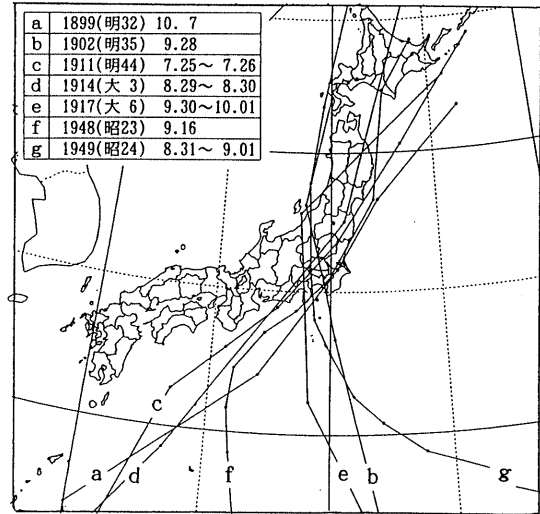 a 1899(明32) 10. 7
b 1902(明35) 9.28
c 1911(明44) 7.25～ 7.26
d 1914(大 3) 8.29～ 8.30
e 1917(大 6) 9.30～10.01
f 1948(昭23) 9.16
g 1949(昭24) 8.31～ 9.01
c
a d f e b g